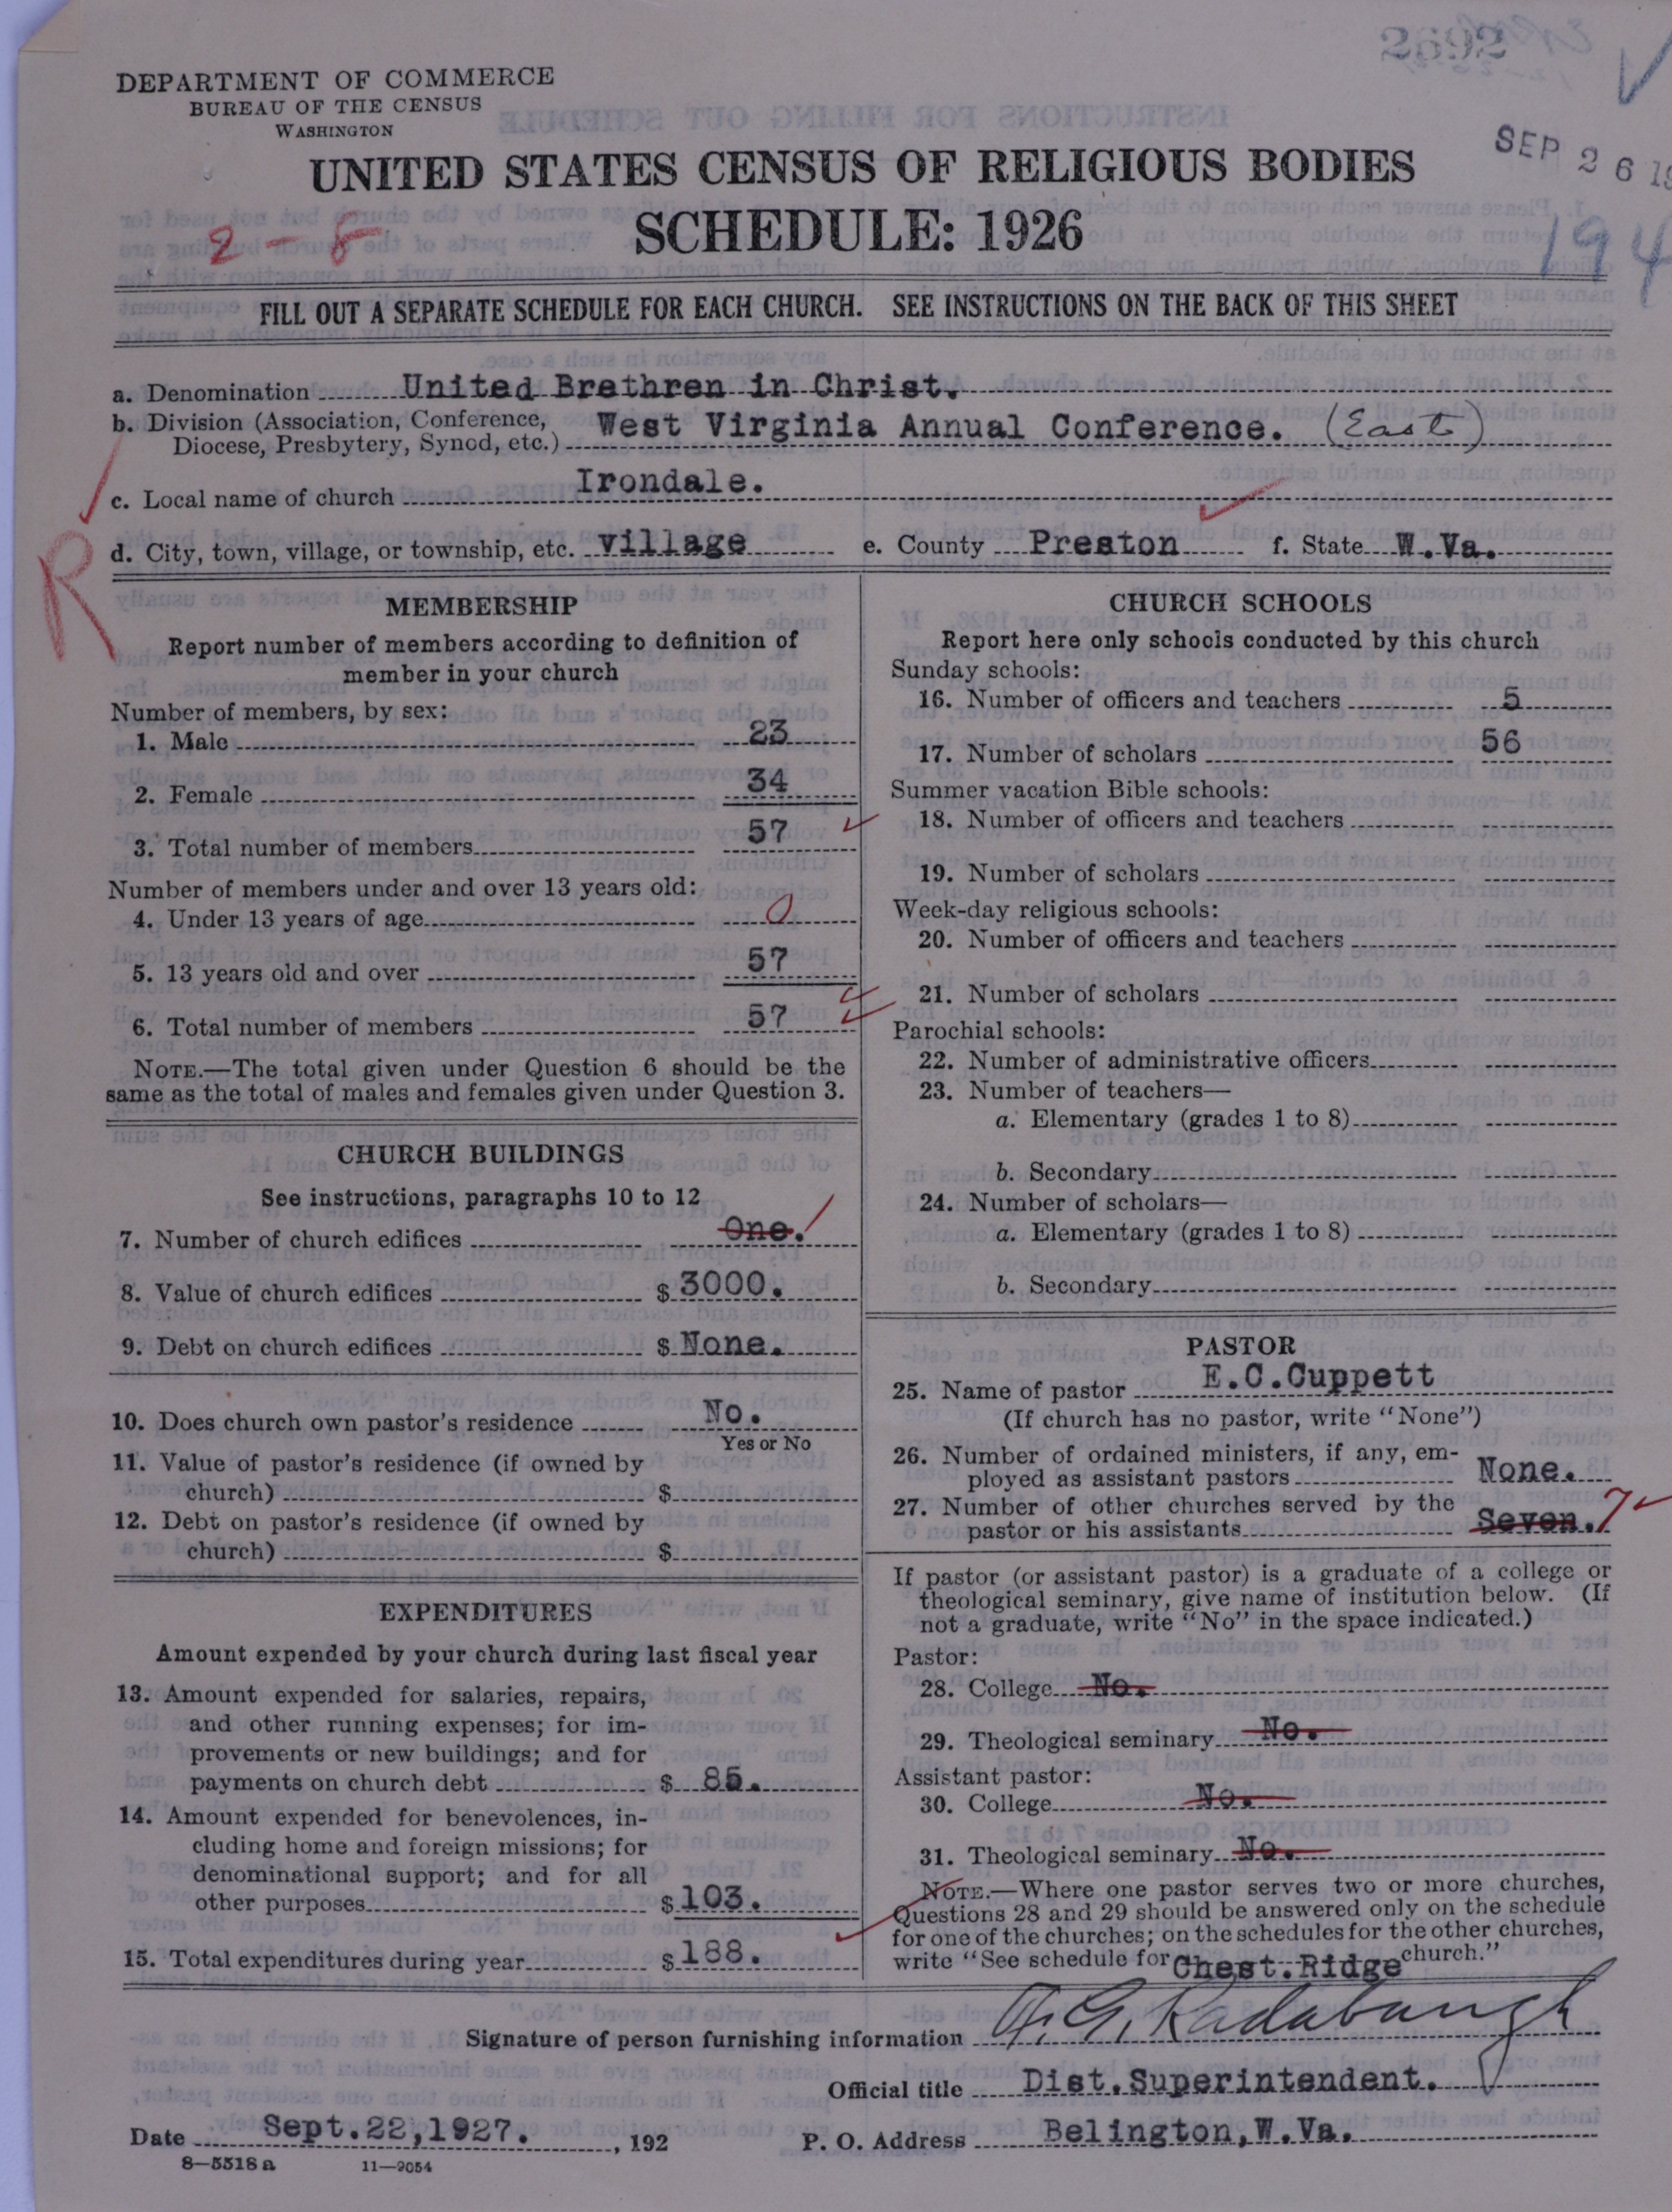 2692
DEPARTMENT OF COMMERCE
BUREAU OF THE CENSUS
WASHINGTON
SEP 26 19
UNITED STATES CENSUS OF RELIGIOUS BODIES
SCHEDULE: 1926
2-8
194
FILL OUT A SEPARATE SCHEDULE FOR EACH CHURCH. SEE INSTRUCTIONS ON THE BACK OF THIS SHEET
a. Denomination United Brethren in Christ.
b. Division (Association, Conference,
Diocese, Presbytery, Synod, etc.) West Virginia Annual Conference. (East)
c. Local name of church Irondale.
d. City, town, village, or township, etc. village e. County Preston f. State W.Va.
R
MEMBERSHIP
Report number of members according to definition of
member in your church
Number of members, by sex:
1. Male 23
2. Female 34
3. Total number of members 57
Number of members under and over 13 years old:
4. Under 13 years of age 0
5. 13 years old and over 57
6. Total number of members 57
NOTE.—The total given under Question 6 should be the
same as the total of males and females given under Question 3.
CHURCH BUILDINGS
See instructions, paragraphs 10 to 12
7. Number of church edifices One. /
8. Value of church edifices $ 3000.
9. Debt on church edifices $ None.
10. Does church own pastor's residence No.
Yes or No
11. Value of pastor's residence (if owned by
church) $
12. Debt on pastor's residence (if owned by
church) $
EXPENDITURES
Amount expended by your church during last fiscal year
13. Amount expended for salaries, repairs,
and other running expenses; for im-
provements or new buildings; and for
payments on church debt $ 85.
14. Amount expended for benevolences, in-
cluding home and foreign missions; for
denominational support; and for all
other purposes $ 103.
15. Total expenditures during year $ 188.
CHURCH SCHOOLS
Report here only schools conducted by this church
Sunday schools:
16. Number of officers and teachers 5
17. Number of scholars 56
Summer vacation Bible schools:
18. Number of officers and teachers
19. Number of scholars
Week-day religious schools:
20. Number of officers and teachers
21. Number of scholars
Parochial schools:
22. Number of administrative officers
23. Number of teachers—
a. Elementary (grades 1 to 8)
b. Secondary
24. Number of scholars—
a. Elementary (grades 1 to 8)
b. Secondary
PASTOR
25. Name of pastor E.C.Cuppett
(If church has no pastor, write "None")
26. Number of ordained ministers, if any, em-
ployed as assistant pastors None.
27. Number of other churches served by the
pastor or his assistants Seven. 7
If pastor (or assistant pastor) is a graduate of a college or
theological seminary, give name of institution below. (If
not a graduate, write "No" in the space indicated.)
Pastor:
28. College No.
29. Theological seminary No.
Assistant pastor:
30. College No.
31. Theological seminary No.
NOTE.—Where one pastor serves two or more churches,
Questions 28 and 29 should be answered only on the schedule
for one of the churches; on the schedules for the other churches,
write "See schedule for Chest.Ridge church."
Signature of person furnishing information Radabaugh
Official title Dist.Superintendent.
Date Sept.22,1927. , 192 P. O. Address Belington,W.Va.
8—5518 a 11—9054